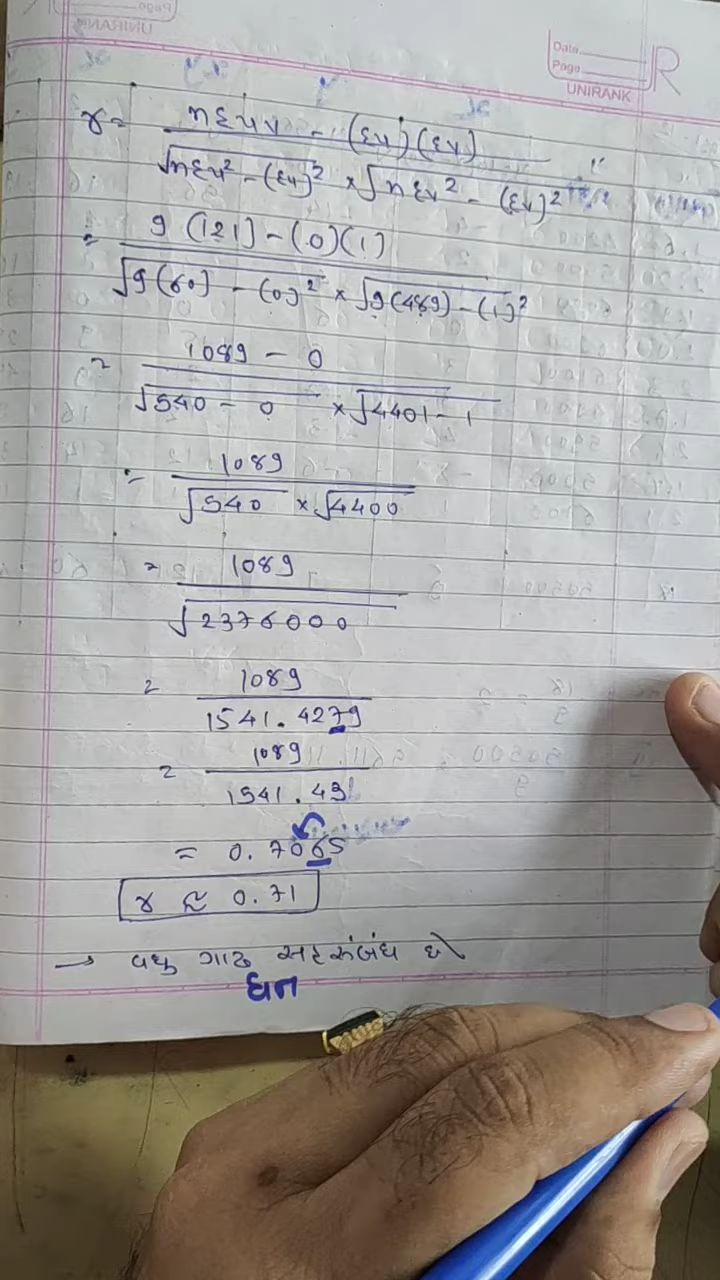 Date
Page
UNIRANK
R
r = nΣuv - (Σu)(Σv)
√nΣu² - (Σu)² × √nΣv² - (Σv)²
= 9(121) - (0)(1)
√9(60) - (0)² × √9(489) - (1)²
= 1089 - 0
√540 - 0 × √4401 - 1
= 1089
√540 × √4400
= 1089
√2376000
= 1089
1541.4279
= 1089
1541.43
= 0.7065
r ≈ 0.71
→ વધુ ગાઢ સહસંબંધ છે
ધન